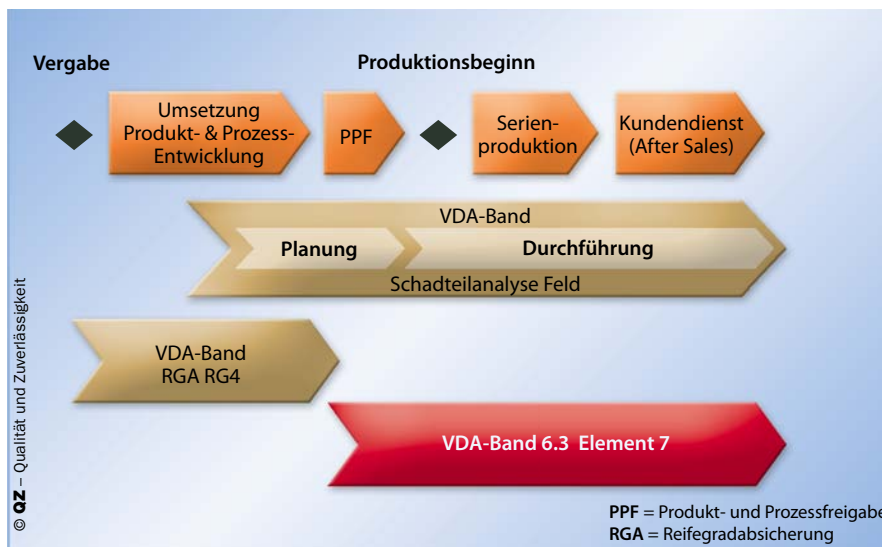 Vergabe
Produktionsbeginn
Umsetzung
Produkt- & Prozess-
Entwicklung
PPF
Serien-
produktion
Kundendienst
(After Sales)
VDA-Band
Planung
Durchführung
Schadteilanalyse Feld
VDA-Band
RGA RG4
VDA-Band 6.3 Element 7
© QZ – Qualität und Zuverlässigkeit
PPF = Produkt- und Prozessfreigabe
RGA = Reifegradabsicherung